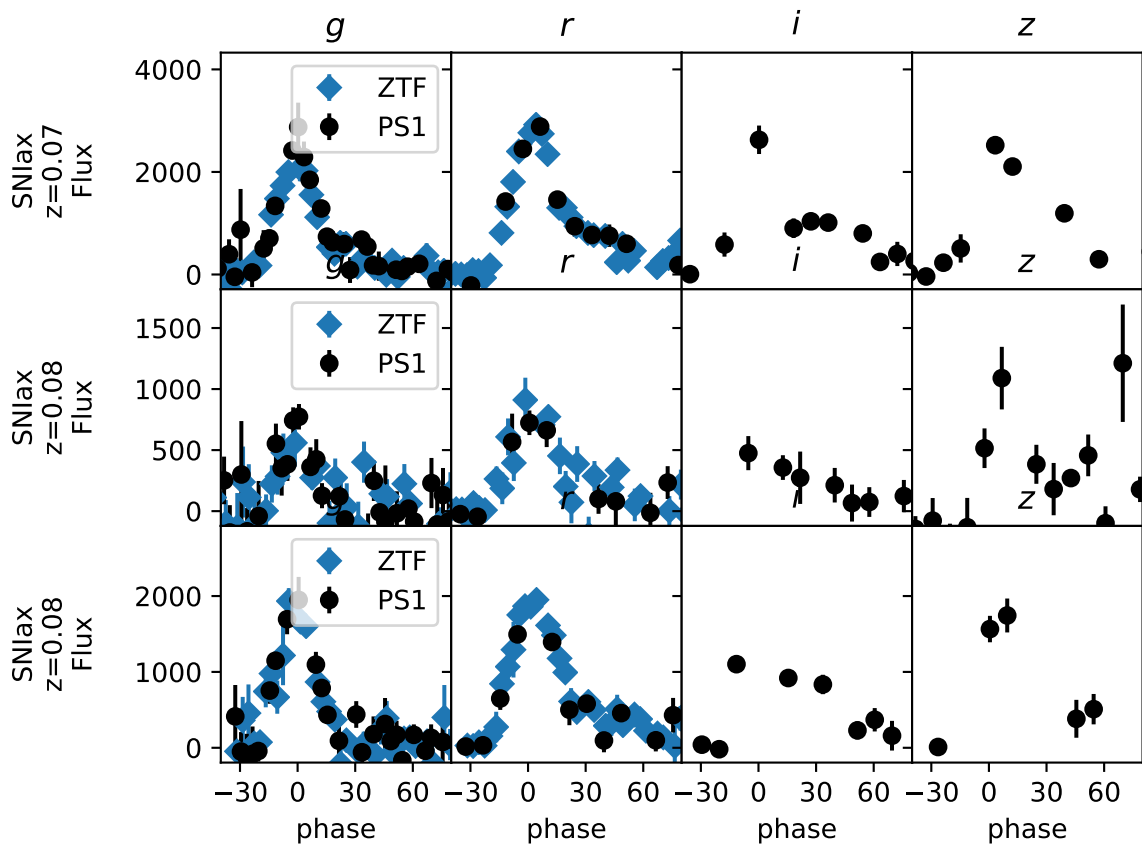 g r i z
SNIax
z=0.07
Flux
4000
2000
0
ZTF
PS1
g r i z
SNIax
z=0.08
Flux
1500
1000
500
0
ZTF
PS1
g r i z
SNIax
z=0.08
Flux
2000
1000
0
ZTF
PS1
−30 0 30 60 −30 0 30 60 −30 0 30 60 −30 0 30 60
phase phase phase phase